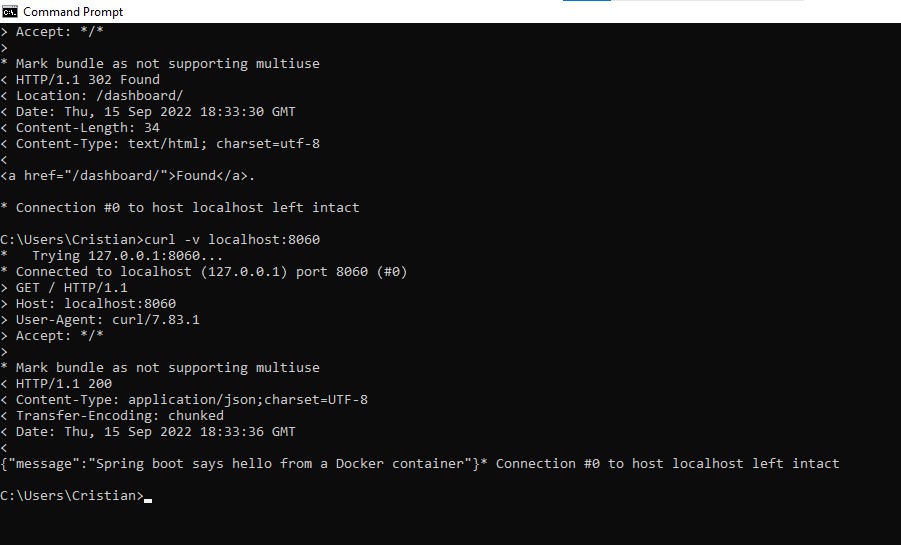 Command Prompt
> Accept: */*
>
* Mark bundle as not supporting multiuse
< HTTP/1.1 302 Found
< Location: /dashboard/
< Date: Thu, 15 Sep 2022 18:33:30 GMT
< Content-Length: 34
< Content-Type: text/html; charset=utf-8
<
<a href="/dashboard/">Found</a>.
* Connection #0 to host localhost left intact
C:\Users\Cristian>curl -v localhost:8060
*   Trying 127.0.0.1:8060...
* Connected to localhost (127.0.0.1) port 8060 (#0)
> GET / HTTP/1.1
> Host: localhost:8060
> User-Agent: curl/7.83.1
> Accept: */*
>
* Mark bundle as not supporting multiuse
< HTTP/1.1 200
< Content-Type: application/json;charset=UTF-8
< Transfer-Encoding: chunked
< Date: Thu, 15 Sep 2022 18:33:36 GMT
<
{"message":"Spring boot says hello from a Docker container"}* Connection #0 to host localhost left intact
C:\Users\Cristian>